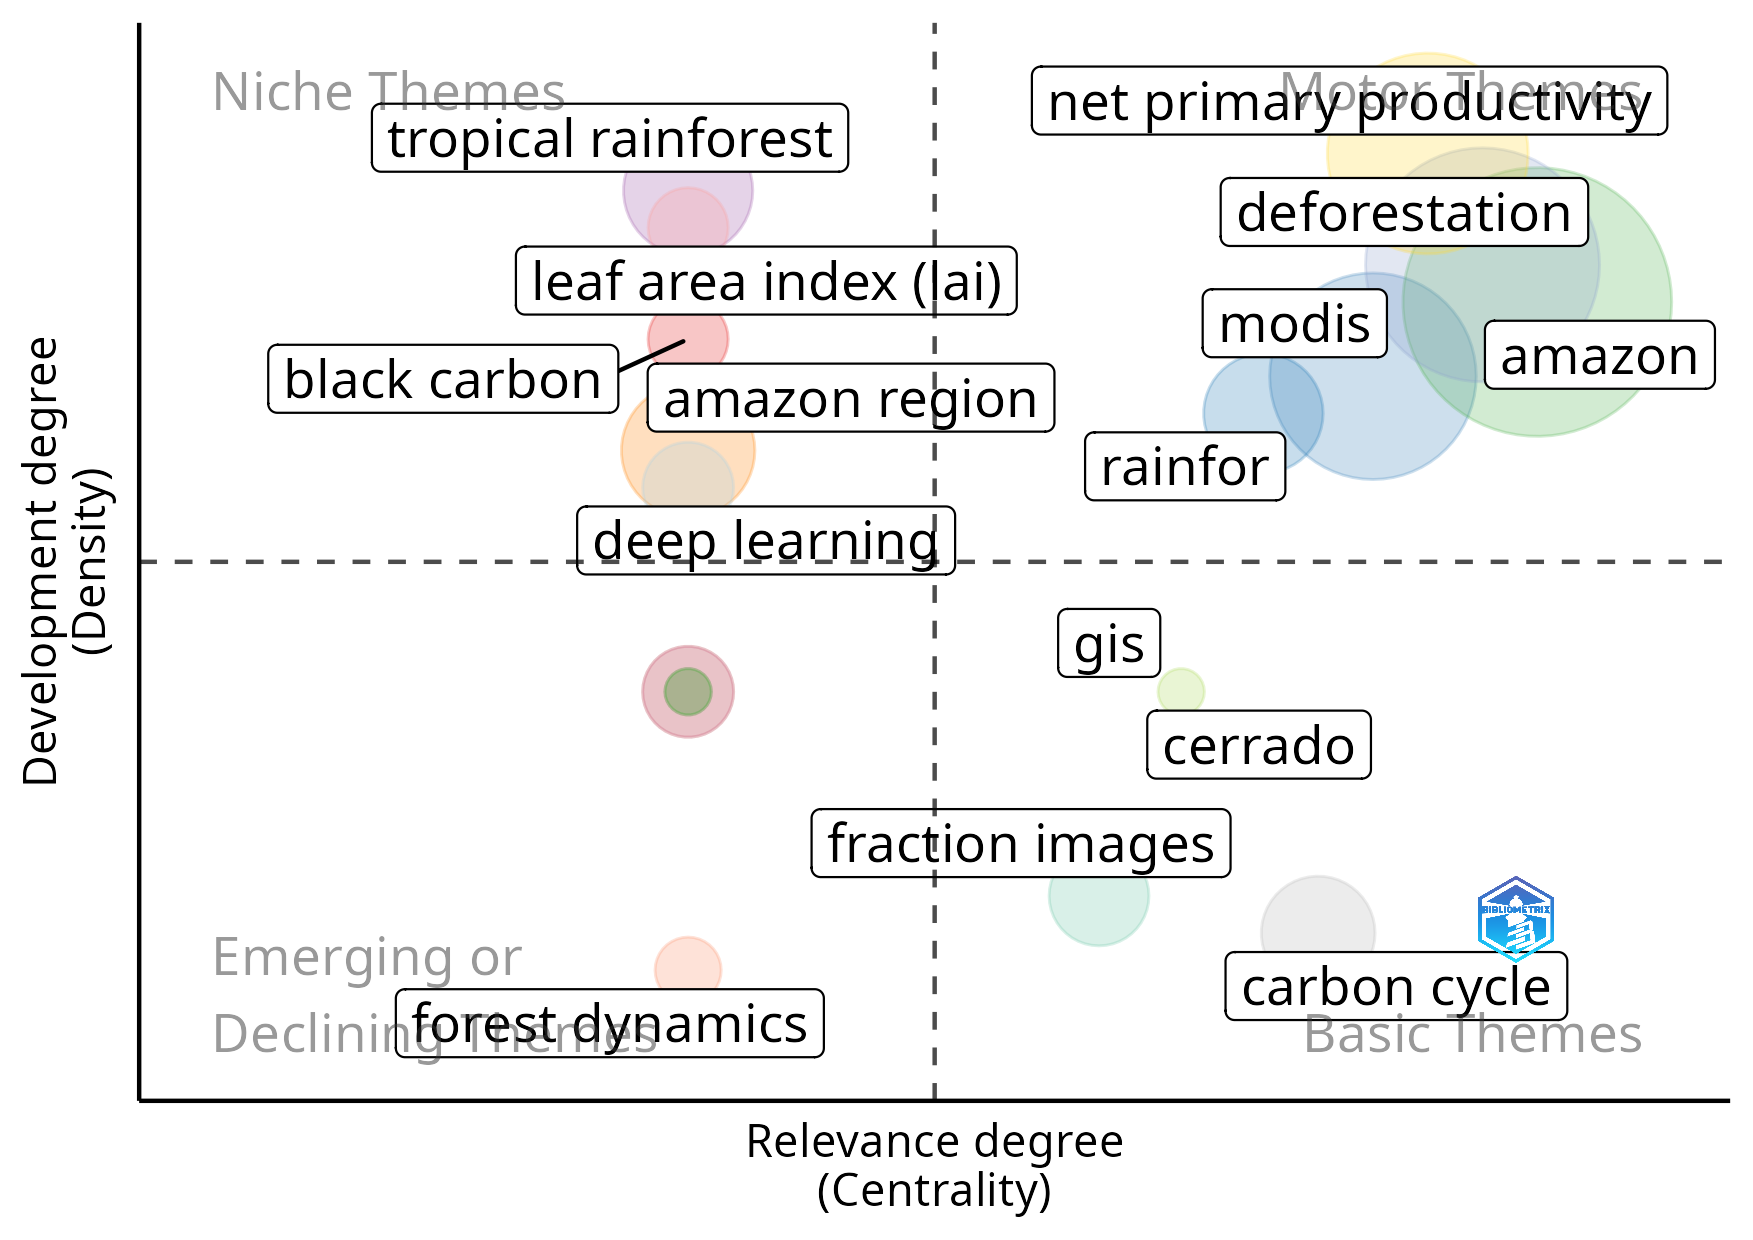 Niche Themes
Motor Themes
net primary productivity
tropical rainforest
deforestation
leaf area index (lai)
modis
amazon
black carbon
amazon region
rainfor
deep learning
gis
cerrado
fraction images
BIBLIOMETRIX
carbon cycle
Emerging or
Declining Themes
forest dynamics
Basic Themes
Development degree
(Density)
Relevance degree
(Centrality)